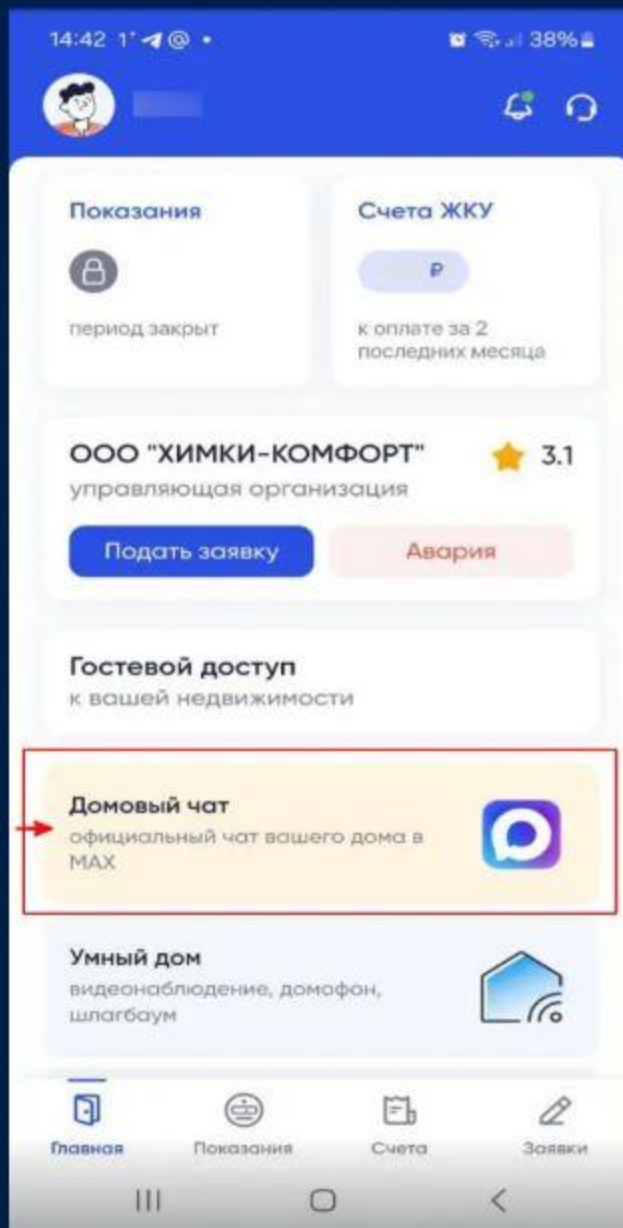 14:42 1°
38%
Показания
Счета ЖКУ
₽
период закрыт
к оплате за 2
последних месяца
ООО "ХИМКИ-КОМФОРТ"
3.1
управляющая организация
Подать заявку
Авария
Гостевой доступ
к вашей недвижимости
Домовый чат
официальный чат вашего дома в
MAX
Умный дом
видеонаблюдение, домофон,
шлагбаум
Главная
Показания
Счета
Заявки